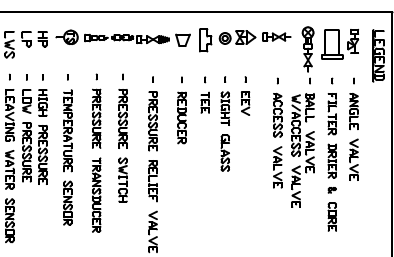 LEGEND
- ANGLE VALVE
- FILTER DRIER & CORE
- BALL VALVE
W/ACCESS VALVE
- ACCESS VALVE
- EEV
- SIGHT GLASS
- TEE
- REDUCER
- PRESSURE RELIEF VALVE
- PRESSURE SWITCH
- PRESSURE TRANSDUCER
TS - TEMPERATURE SENSOR
HP - HIGH PRESSURE
LP - LOW PRESSURE
LWS - LEAVING WATER SENSOR